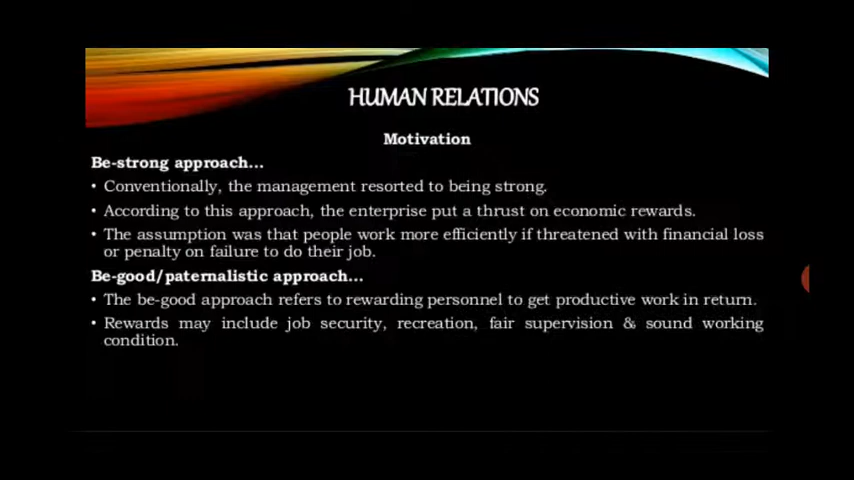 HUMAN RELATIONS
Motivation
Be-strong approach...
• Conventionally, the management resorted to being strong.
• According to this approach, the enterprise put a thrust on economic rewards.
• The assumption was that people work more efficiently if threatened with financial loss
or penalty on failure to do their job.
Be-good/paternalistic approach...
• The be-good approach refers to rewarding personnel to get productive work in return.
• Rewards may include job security, recreation, fair supervision & sound working
condition.